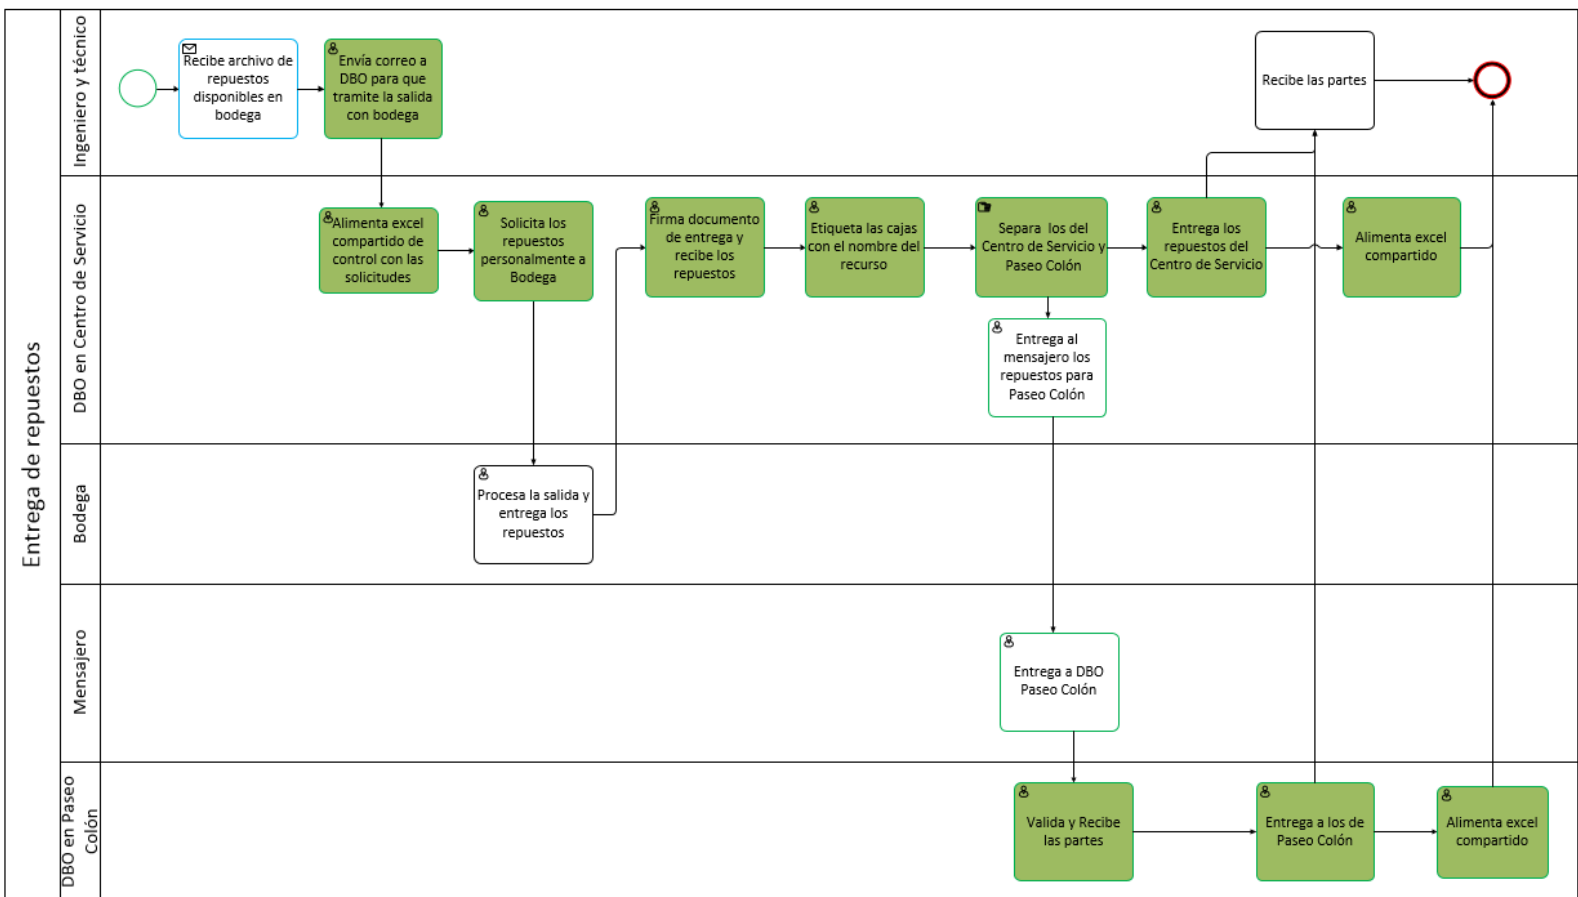 Entrega de repuestos
Ingeniero y técnico
Recibe archivo de
repuestos
disponibles en
bodega
Envía correo a
DBO para que
tramite la salida
con bodega
Recibe las partes
DBO en Centro de Servicio
Alimenta excel
compartido de
control con las
solicitudes
Solicita los
repuestos
personalmente a
Bodega
Firma documento
de entrega y
recibe los
repuestos
Etiqueta las cajas
con el nombre del
recurso
Separa los del
Centro de Servicio y
Paseo Colón
Entrega los
repuestos del
Centro de Servicio
Alimenta excel
compartido
Entrega al
mensajero los
repuestos para
Paseo Colón
Bodega
Procesa la salida y
entrega los
repuestos
Mensajero
Entrega a DBO
Paseo Colón
DBO en Paseo
Colón
Valida y Recibe
las partes
Entrega a los de
Paseo Colón
Alimenta excel
compartido